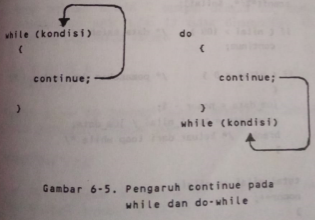 while (kondisi)
{
continue;
}
do
{
continue;
}
while (kondisi)
Gambar 6-5. Pengaruh continue pada
while dan do-while